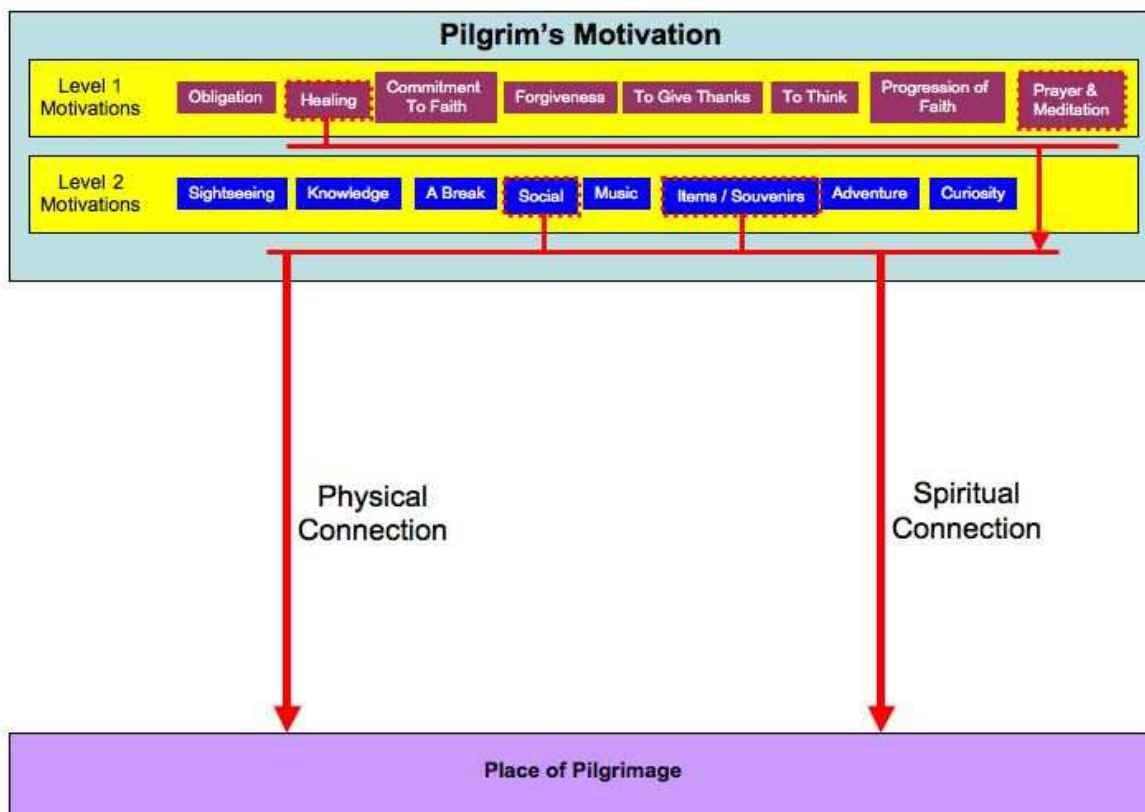 Pilgrim's Motivation
Level 1
Motivations
Obligation
Healing
Commitment
To Faith
Forgiveness
To Give Thanks
To Think
Progression of
Faith
Prayer &
Meditation
Level 2
Motivations
Sightseeing
Knowledge
A Break
Social
Music
Items / Souvenirs
Adventure
Curiosity
Physical
Connection
Spiritual
Connection
Place of Pilgrimage